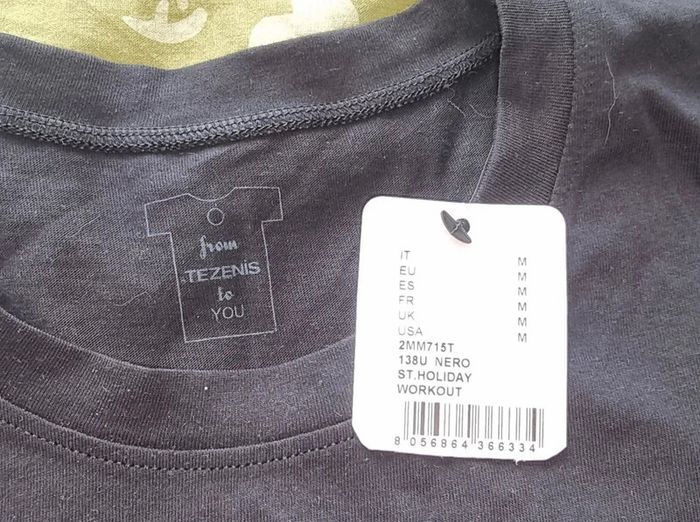 from
TEZENIS
to
YOU
IT M
EU M
ES M
FR M
UK M
USA M
2MM715T
138U NERO
ST.HOLIDAY
WORKOUT
8 056864 366334